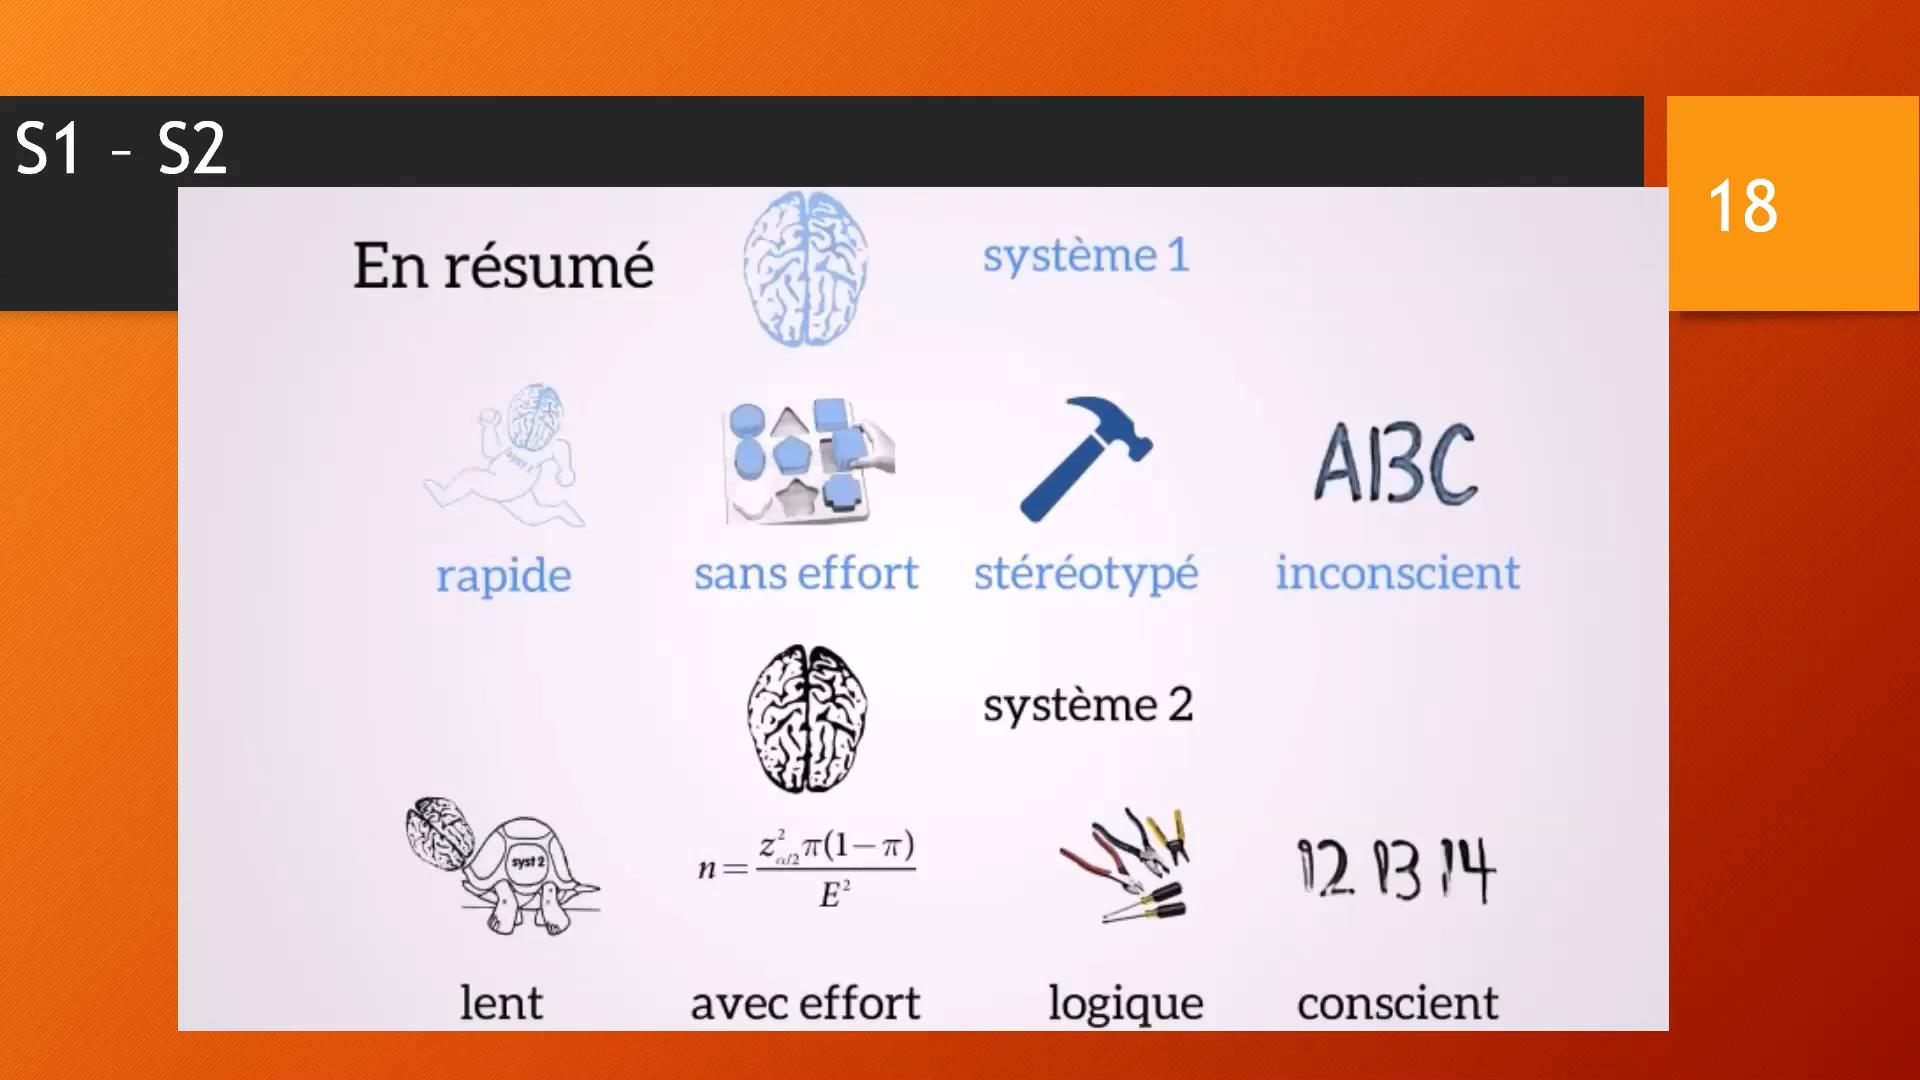 S1 - S2
18
En résumé
système 1
A13C
rapide
sans effort
stéréotypé
inconscient
système 2
syst 2
n = z²α/2 π(1−π) / E²
12 13 14
lent
avec effort
logique
conscient